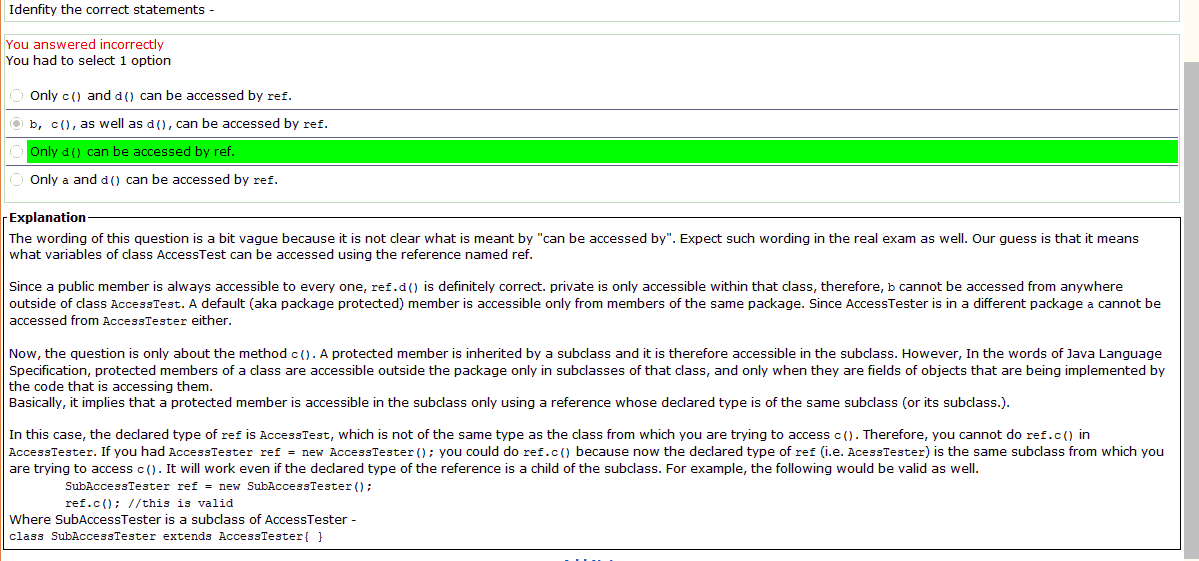 Idenfity the correct statements -
You answered incorrectly
You had to select 1 option
Only c() and d() can be accessed by ref.
b, c(), as well as d(), can be accessed by ref.
Only d() can be accessed by ref.
Only a and d() can be accessed by ref.
Explanation
The wording of this question is a bit vague because it is not clear what is meant by "can be accessed by". Expect such wording in the real exam as well. Our guess is that it means
what variables of class AccessTest can be accessed using the reference named ref.
Since a public member is always accessible to every one, ref.d() is definitely correct. private is only accessible within that class, therefore, b cannot be accessed from anywhere
outside of class AccessTest. A default (aka package protected) member is accessible only from members of the same package. Since AccessTester is in a different package a cannot be
accessed from AccessTester either.
Now, the question is only about the method c(). A protected member is inherited by a subclass and it is therefore accessible in the subclass. However, In the words of Java Language
Specification, protected members of a class are accessible outside the package only in subclasses of that class, and only when they are fields of objects that are being implemented by
the code that is accessing them.
Basically, it implies that a protected member is accessible in the subclass only using a reference whose declared type is of the same subclass (or its subclass.).
In this case, the declared type of ref is AccessTest, which is not of the same type as the class from which you are trying to access c(). Therefore, you cannot do ref.c() in
AccessTester. If you had AccessTester ref = new AccessTester(); you could do ref.c() because now the declared type of ref (i.e. AcessTester) is the same subclass from which you
are trying to access c(). It will work even if the declared type of the reference is a child of the subclass. For example, the following would be valid as well.
SubAccessTester ref = new SubAccessTester();
ref.c(); //this is valid
Where SubAccessTester is a subclass of AccessTester -
class SubAccessTester extends AccessTester{ }